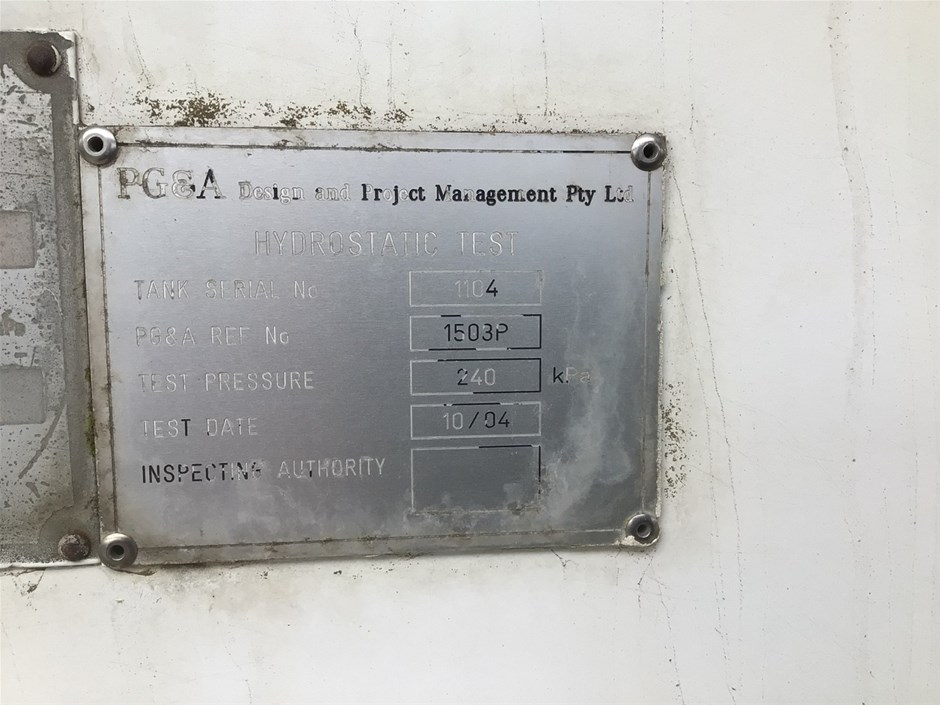 PG&A Design and Project Management Pty Ltd
HYDROSTATIC TEST
TANK SERIAL No 1104
PG&A REF No 1503P
TEST PRESSURE 240 kPa
TEST DATE 10/04
INSPECTING AUTHORITY